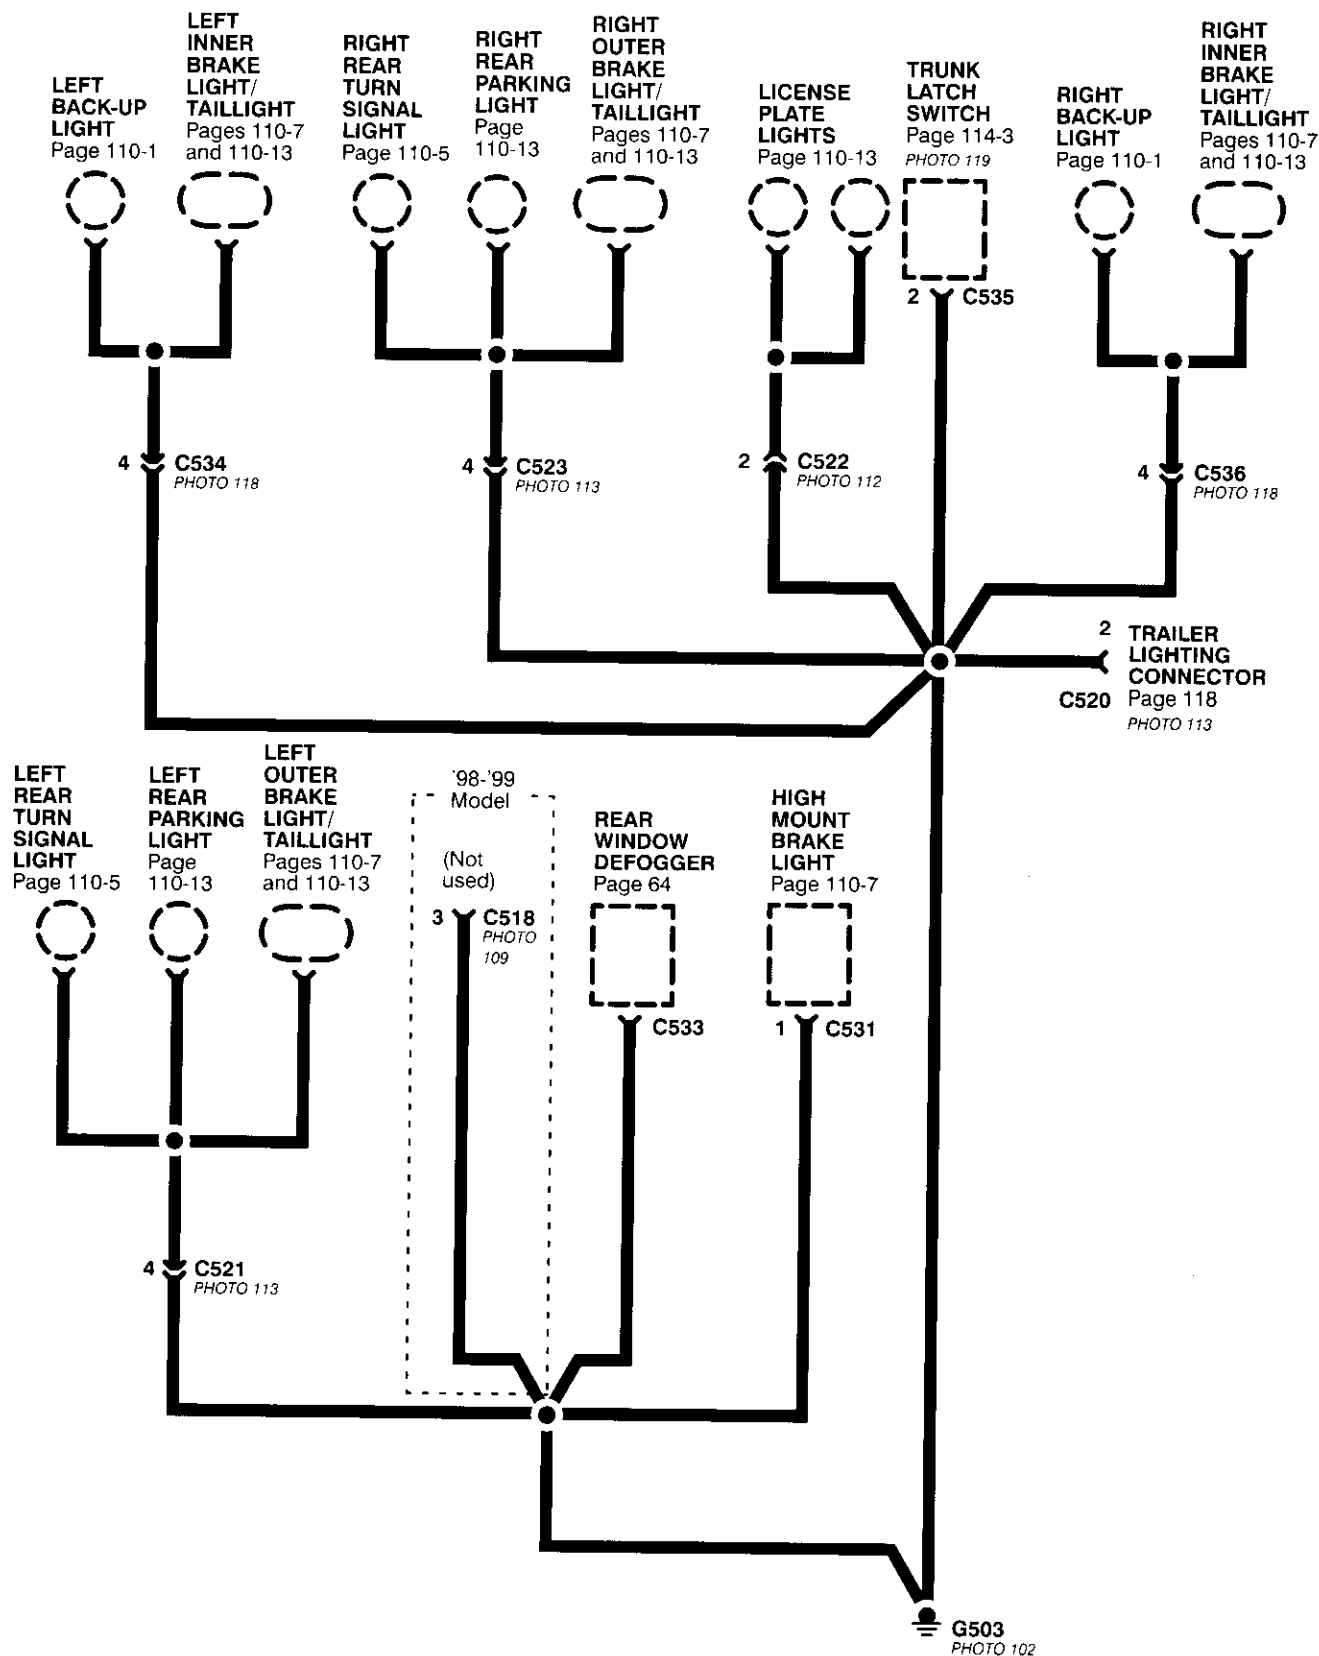 LEFT
BACK-UP
LIGHT
Page 110-1
LEFT
INNER
BRAKE
LIGHT/
TAILLIGHT
Pages 110-7
and 110-13
RIGHT
REAR
TURN
SIGNAL
LIGHT
Page 110-5
RIGHT
REAR
PARKING
LIGHT
Page
110-13
RIGHT
OUTER
BRAKE
LIGHT/
TAILLIGHT
Pages 110-7
and 110-13
LICENSE
PLATE
LIGHTS
Page 110-13
TRUNK
LATCH
SWITCH
Page 114-3
PHOTO 119
RIGHT
BACK-UP
LIGHT
Page 110-1
RIGHT
INNER
BRAKE
LIGHT/
TAILLIGHT
Pages 110-7
and 110-13
2 C535
4 C534
PHOTO 118
4 C523
PHOTO 113
2 C522
PHOTO 112
4 C536
PHOTO 118
2
TRAILER
LIGHTING
CONNECTOR
C520 Page 118
PHOTO 113
LEFT
REAR
TURN
SIGNAL
LIGHT
Page 110-5
LEFT
REAR
PARKING
LIGHT
Page
110-13
LEFT
OUTER
BRAKE
LIGHT/
TAILLIGHT
Pages 110-7
and 110-13
'98-'99
Model
(Not
used)
3 C518
PHOTO
109
REAR
WINDOW
DEFOGGER
Page 64
C533
HIGH
MOUNT
BRAKE
LIGHT
Page 110-7
1 C531
4 C521
PHOTO 113
G503
PHOTO 102